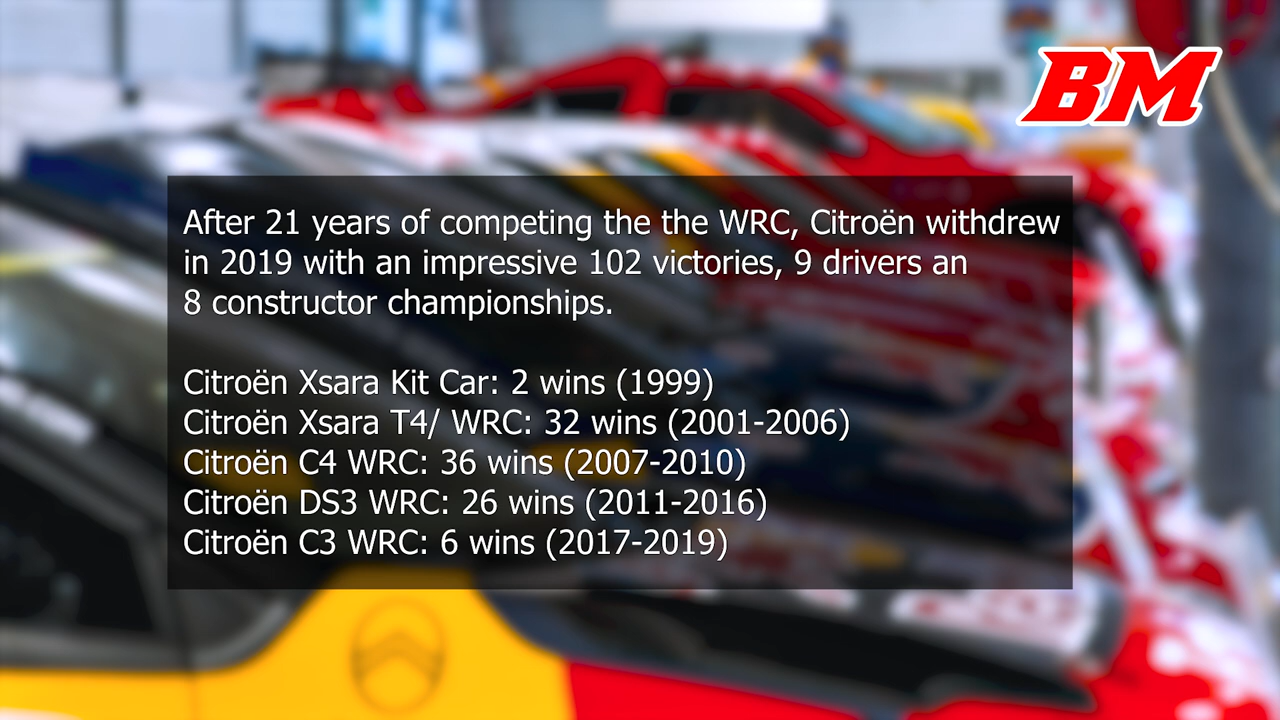 BM
After 21 years of competing the the WRC, Citroën withdrew
in 2019 with an impressive 102 victories, 9 drivers an
8 constructor championships.
Citroën Xsara Kit Car: 2 wins (1999)
Citroën Xsara T4/ WRC: 32 wins (2001-2006)
Citroën C4 WRC: 36 wins (2007-2010)
Citroën DS3 WRC: 26 wins (2011-2016)
Citroën C3 WRC: 6 wins (2017-2019)